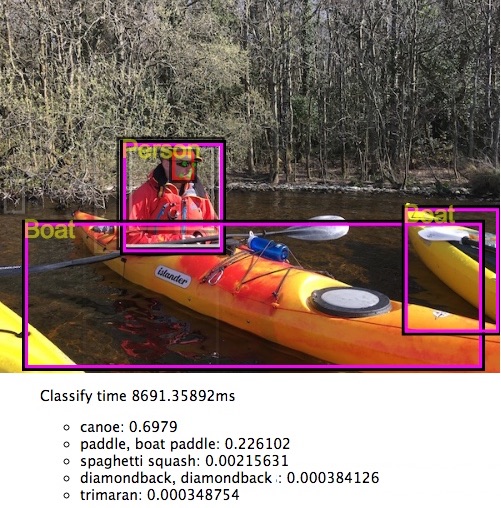 Person
Boat
Boat
islander
Classify time 8691.35892ms
canoe: 0.6979
paddle, boat paddle: 0.226102
spaghetti squash: 0.00215631
diamondback, diamondback : 0.000384126
trimaran: 0.000348754